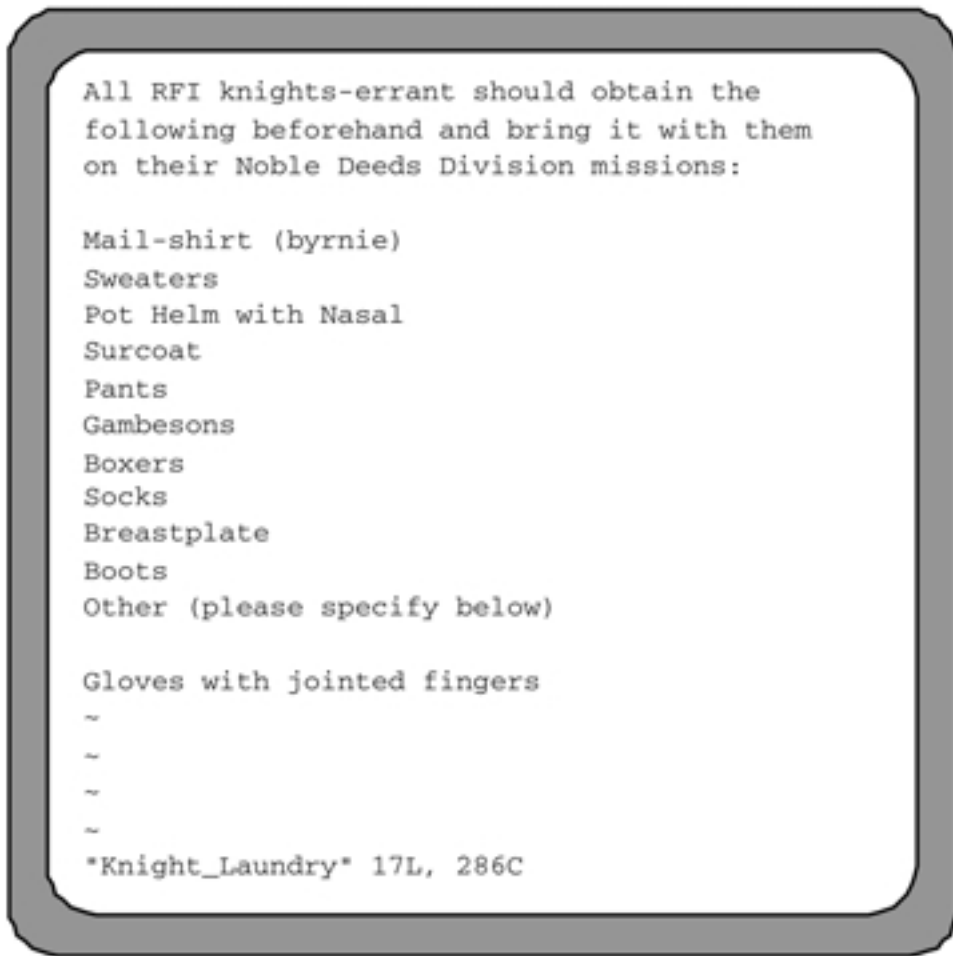 All RFI knights-errant should obtain the
following beforehand and bring it with them
on their Noble Deeds Division missions:

Mail-shirt (byrnie)
Sweaters
Pot Helm with Nasal
Surcoat
Pants
Gambesons
Boxers
Socks
Breastplate
Boots
Other (please specify below)

Gloves with jointed fingers
~
~
~
~
"Knight_Laundry" 17L, 286C